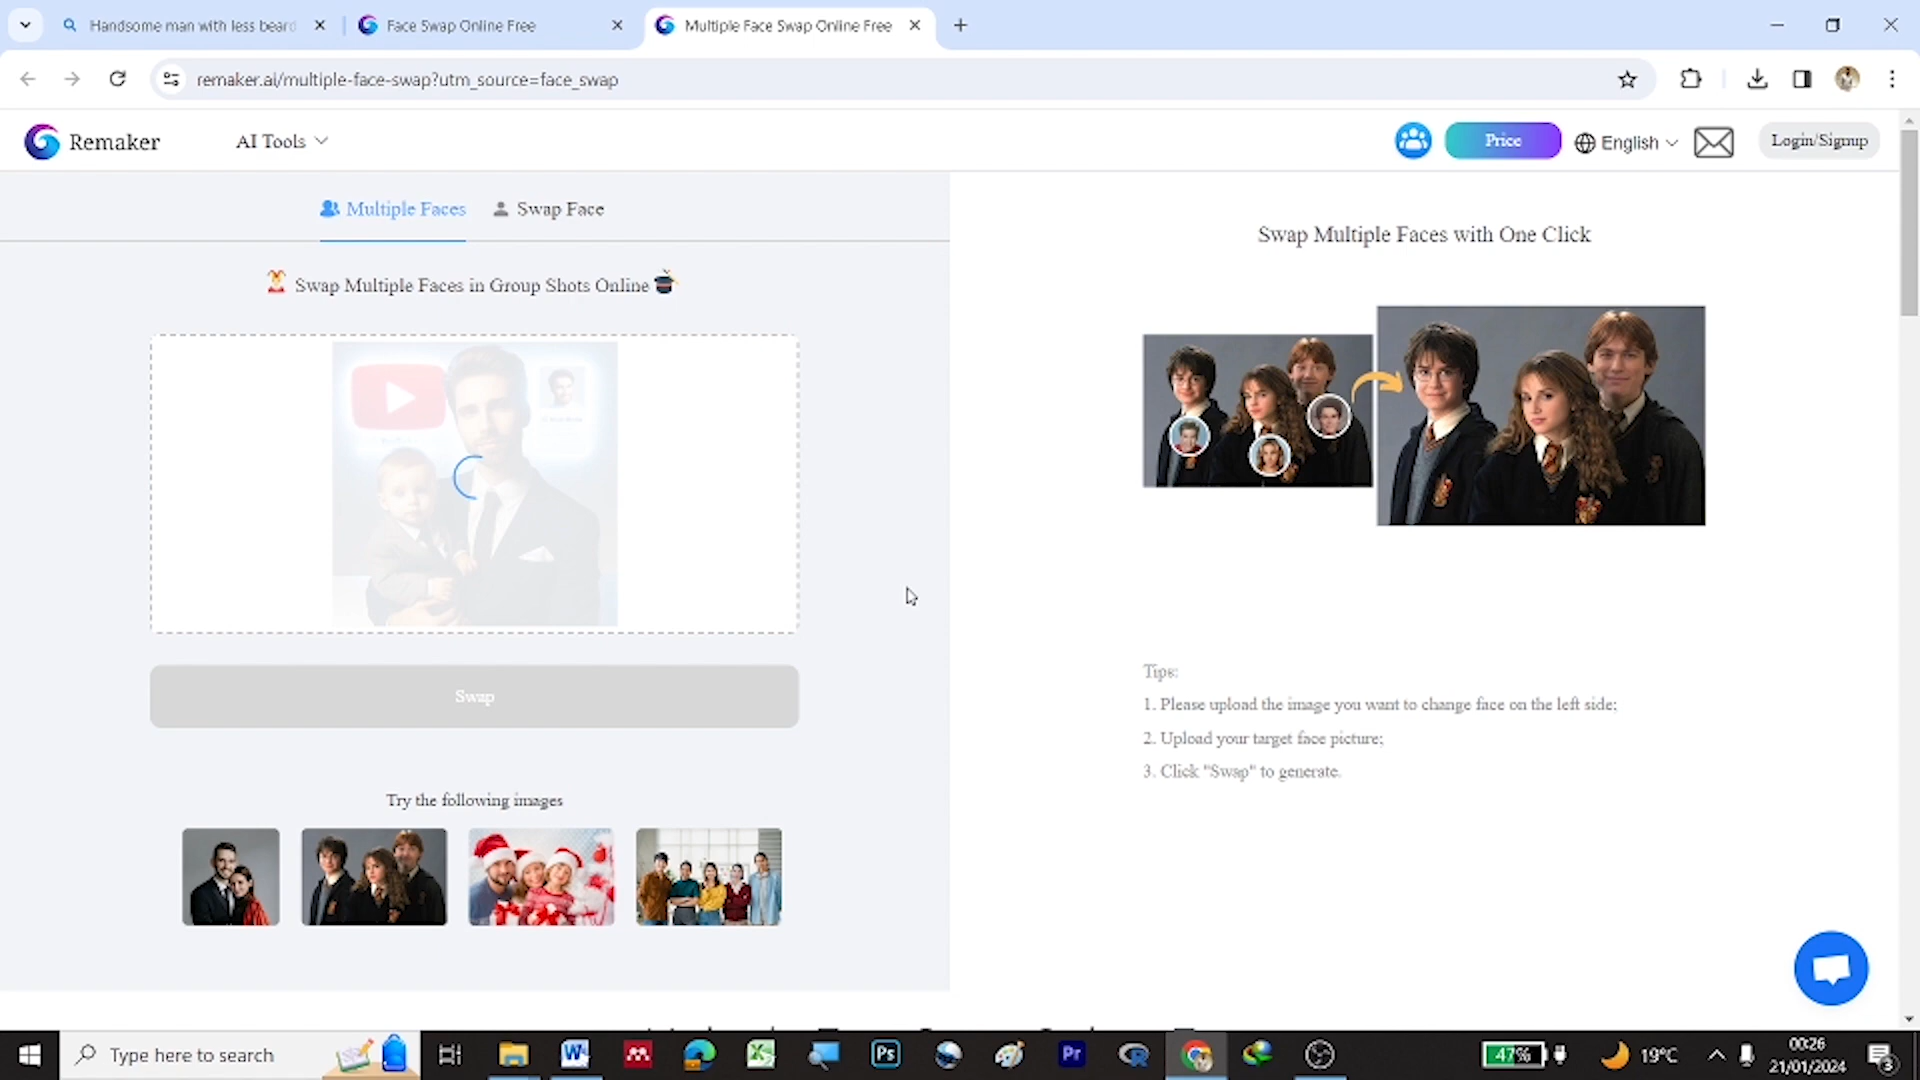 Handsome man with less beard
Face Swap Online Free
Multiple Face Swap Online Free
remaker.ai/multiple-face-swap?utm_source=face_swap
Remaker
AI Tools
Price
English
Login/Signup
Multiple Faces
Swap Face
Swap Multiple Faces in Group Shots Online
Swap
Try the following images
Swap Multiple Faces with One Click
Tips:
1. Please upload the image you want to change face on the left side;
2. Upload your target face picture;
3. Click "Swap" to generate.
Type here to search
Ps
Pr
47%
19°C
00:26
21/01/2024
3